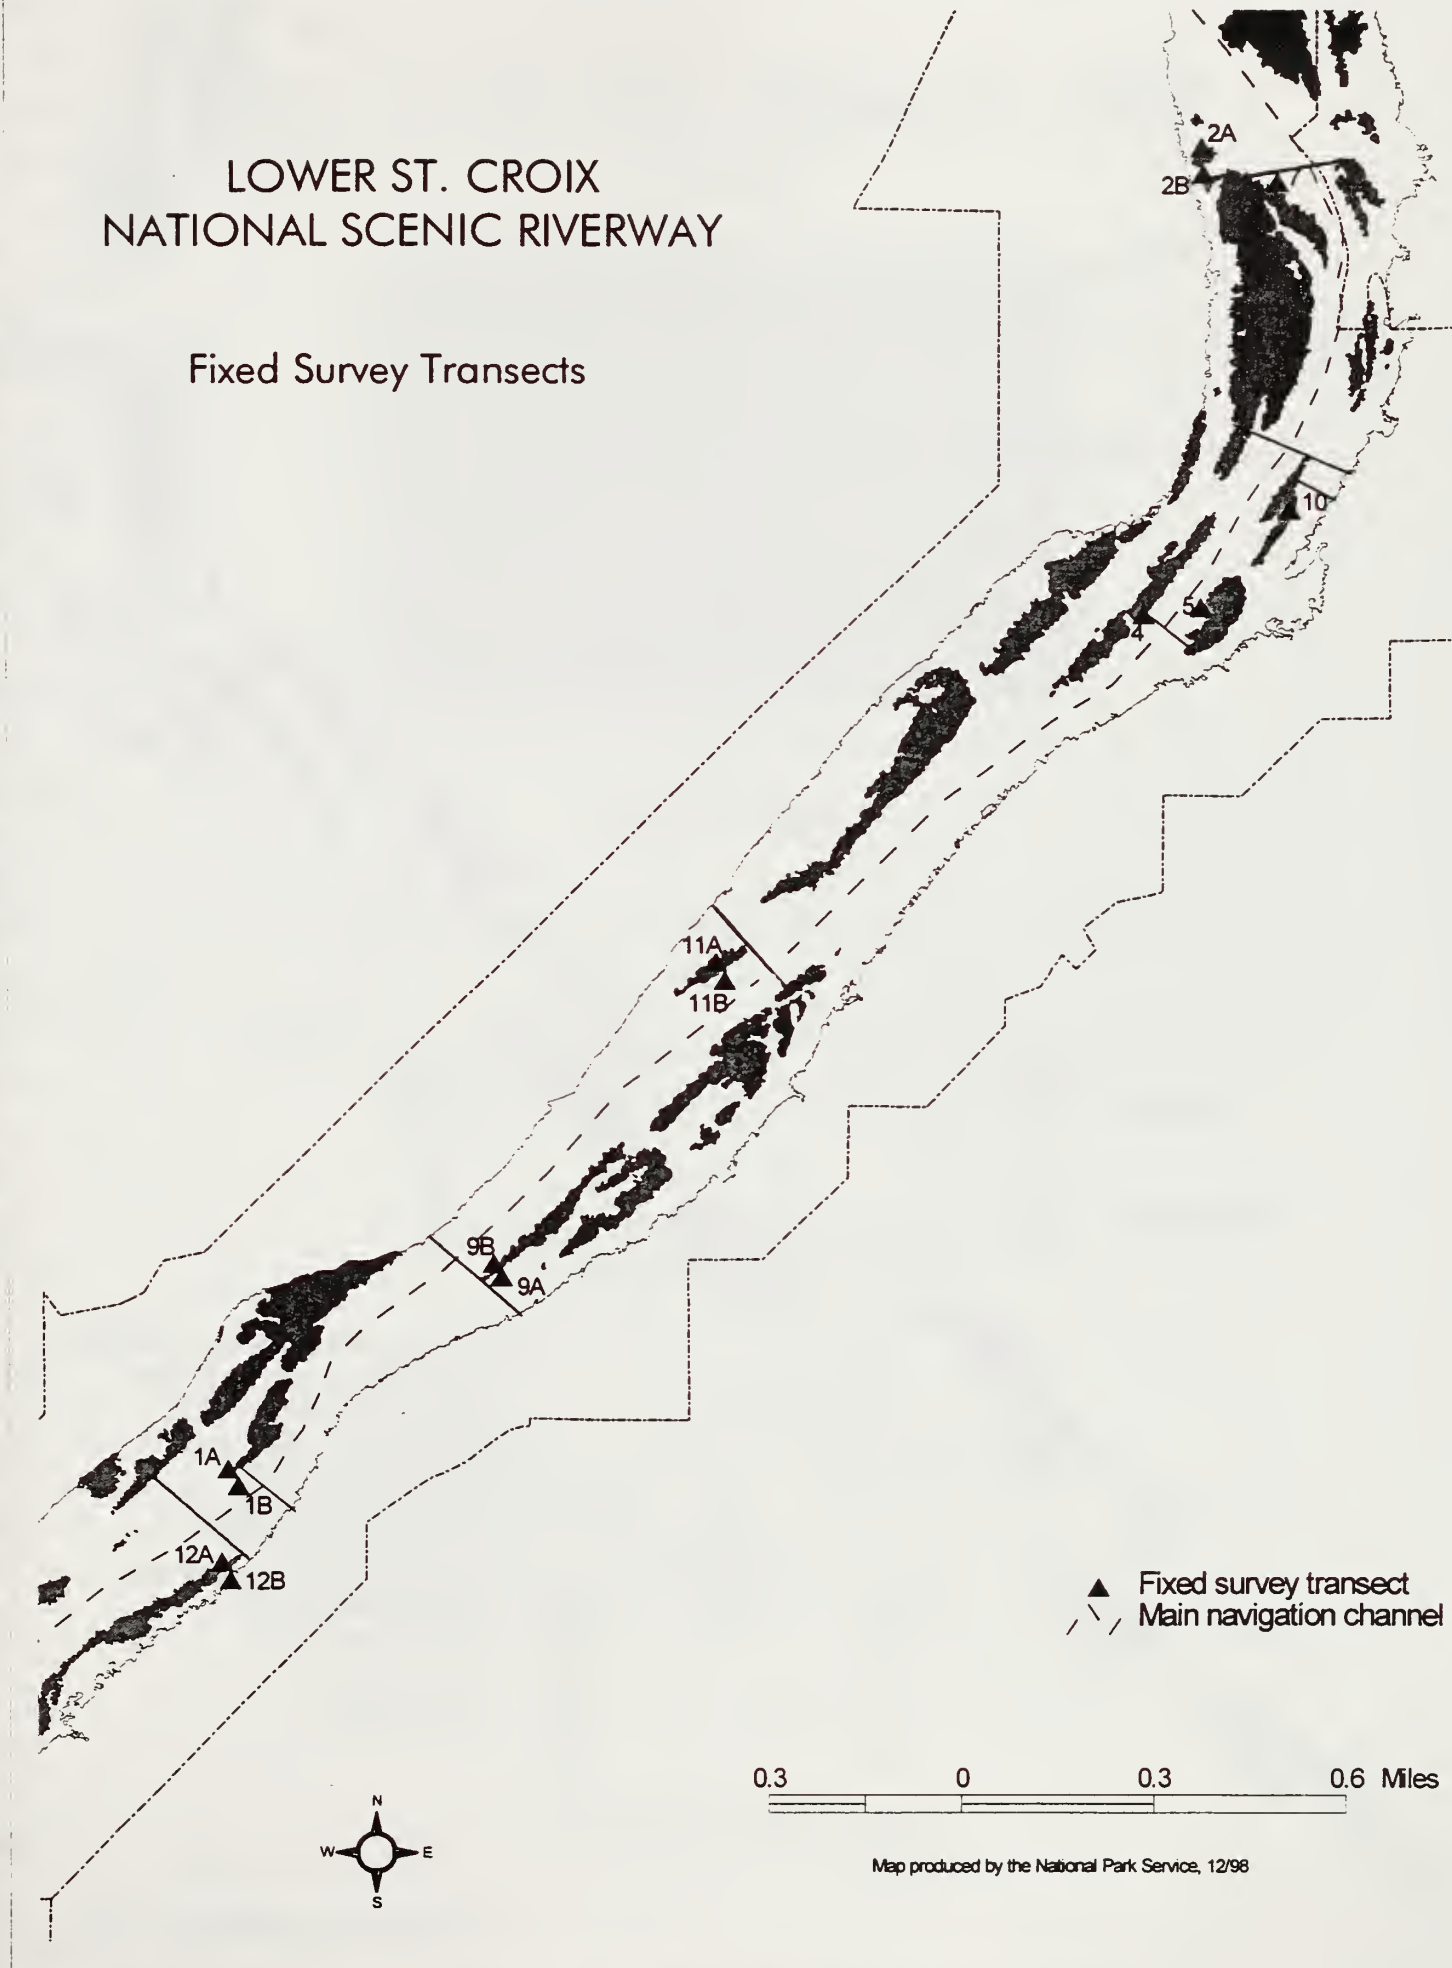 LOWER ST. CROIX
NATIONAL SCENIC RIVERWAY
Fixed Survey Transects
2A
2B
10
5
4
11A
11B
9B
9A
1A
1B
12A
12B
Fixed survey transect
Main navigation channel
0.3 0 0.3 0.6 Miles
N
W E
S
Map produced by the National Park Service, 12/98